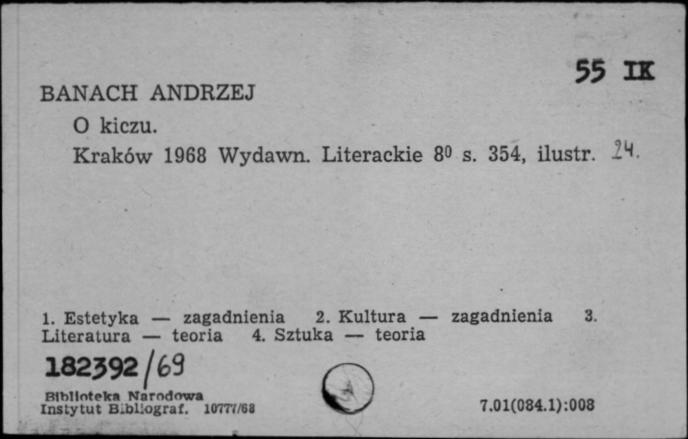 55 IK
BANACH ANDRZEJ
O kiczu.
Kraków 1968 Wydawn. Literackie 8⁰ s. 354, ilustr. 24.
1. Estetyka — zagadnienia 2. Kultura — zagadnienia 3.
Literatura — teoria 4. Sztuka — teoria
182392/69
Biblioteka Narodowa
Instytut Bibliograf. 10777/68
A
7.01(084.1):008